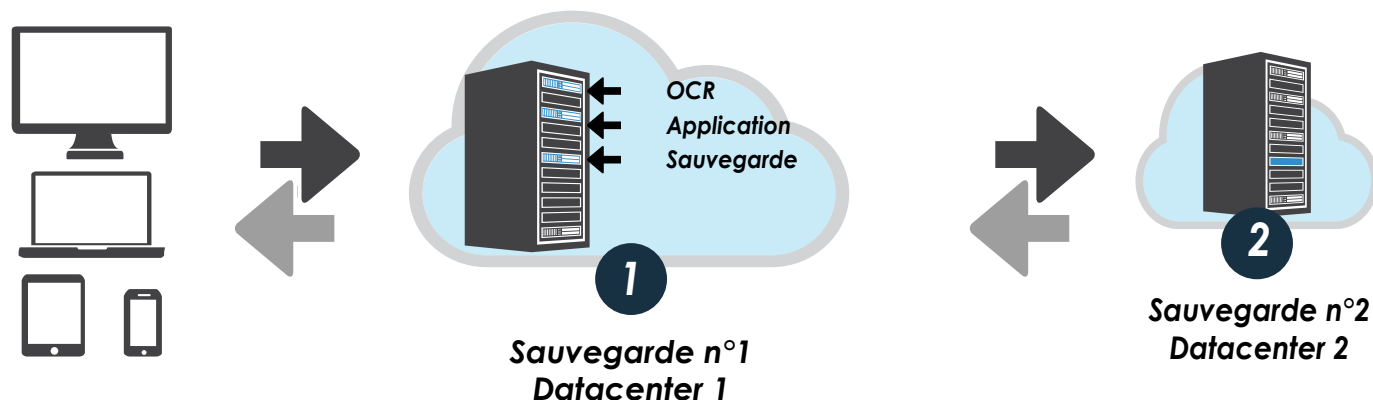 OCR
Application
Sauvegarde
1
Sauvegarde n°1
Datacenter 1
2
Sauvegarde n°2
Datacenter 2